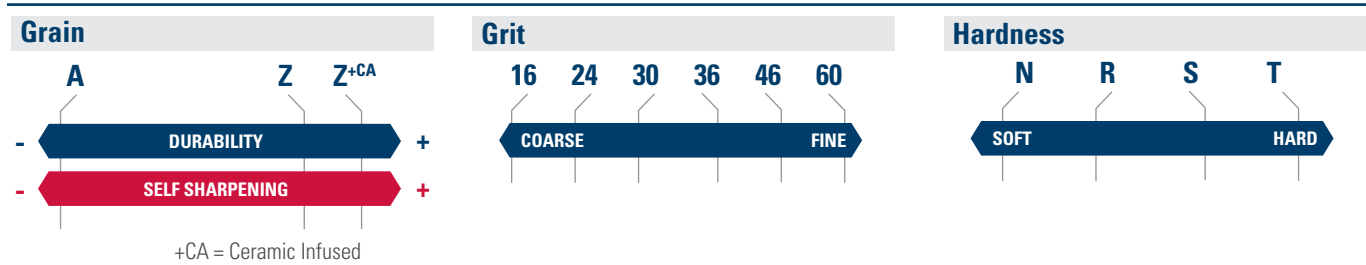 Grain
A Z Z+CA
- DURABILITY +
- SELF SHARPENING +
+CA = Ceramic Infused
Grit
16 24 30 36 46 60
COARSE FINE
Hardness
N R S T
SOFT HARD